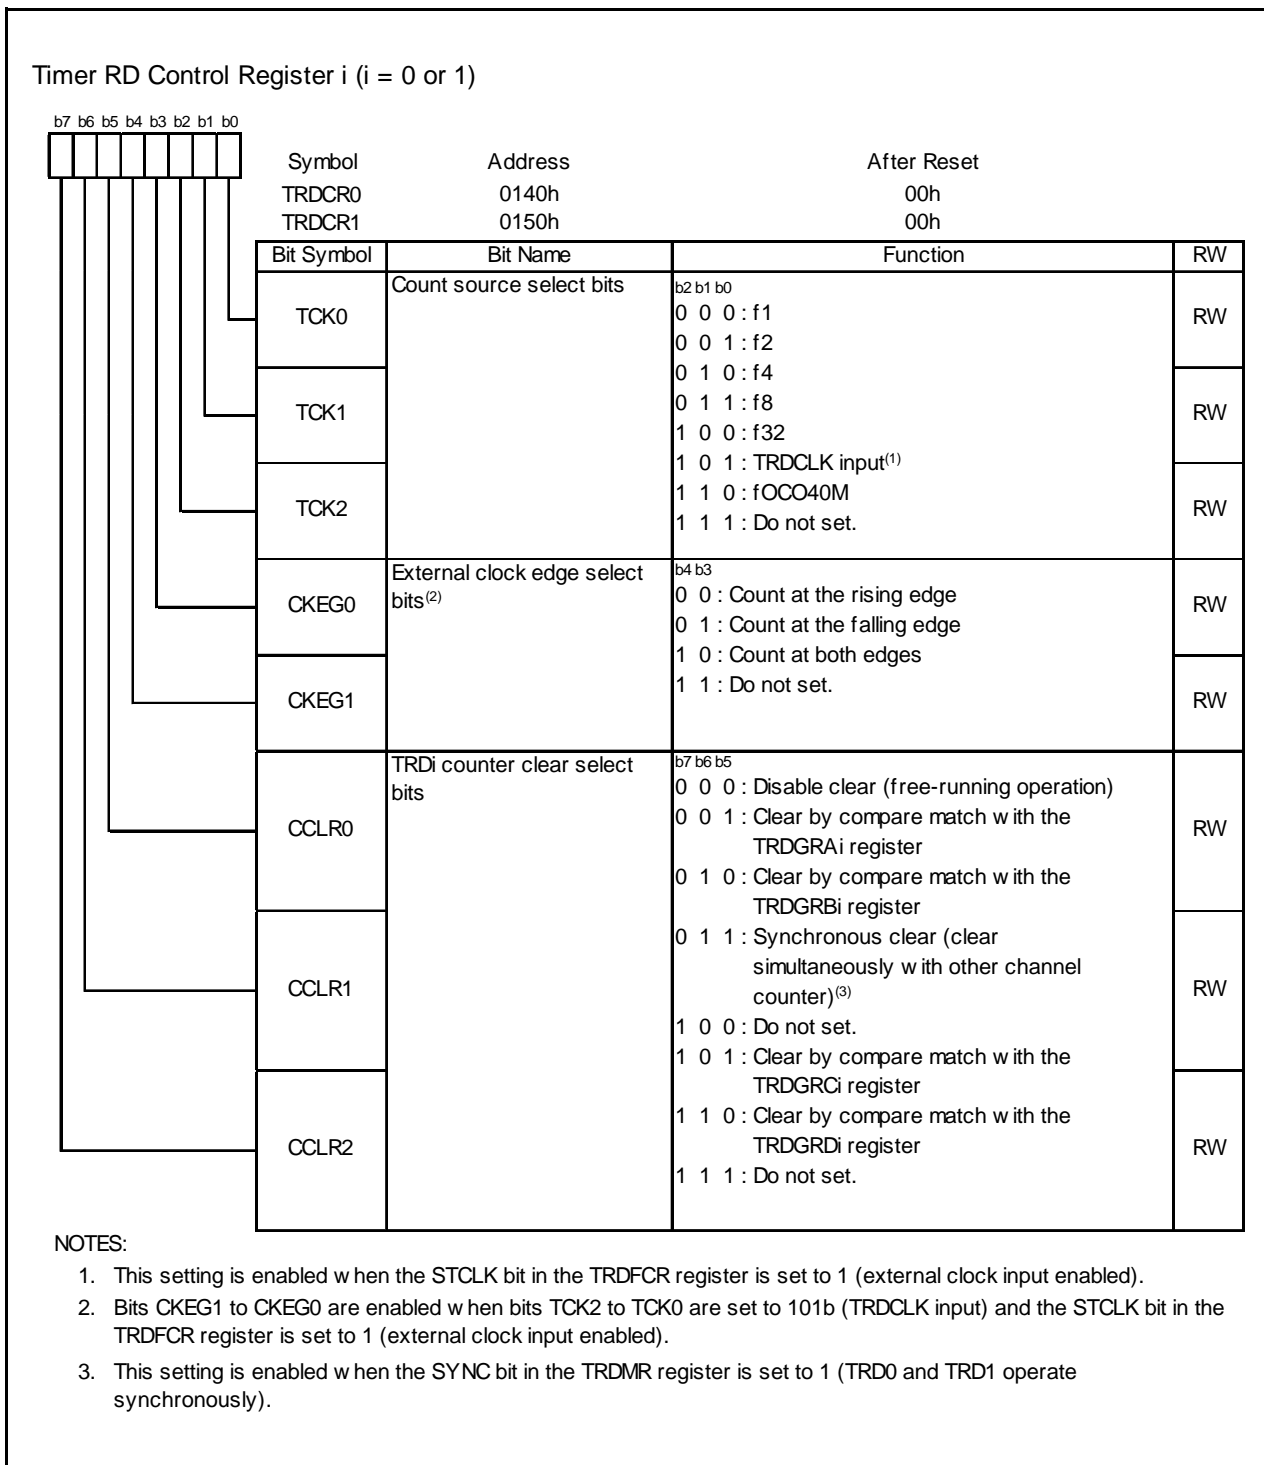 Timer RD Control Register i (i = 0 or 1)
b7 b6 b5 b4 b3 b2 b1 b0
Symbol Address After Reset
TRDCR0 0140h 00h
TRDCR1 0150h 00h
Bit Symbol Bit Name Function RW
TCK0 Count source select bits RW
b2 b1 b0
0 0 0 : f1
0 0 1 : f2
0 1 0 : f4
TCK1 RW
0 1 1 : f8
1 0 0 : f32
1 0 1 : TRDCLK input(1)
TCK2 RW
1 1 0 : fOCO40M
1 1 1 : Do not set.
CKEG0 External clock edge select RW
bits(2)
b4 b3
0 0 : Count at the rising edge
0 1 : Count at the falling edge
1 0 : Count at both edges
CKEG1 RW
1 1 : Do not set.
CCLR0 TRDi counter clear select RW
bits
b7 b6 b5
0 0 0 : Disable clear (free-running operation)
0 0 1 : Clear by compare match with the
TRDGRAi register
0 1 0 : Clear by compare match with the
TRDGRBi register
CCLR1 RW
0 1 1 : Synchronous clear (clear
simultaneously with other channel
counter)(3)
1 0 0 : Do not set.
1 0 1 : Clear by compare match with the
TRDGRCi register
CCLR2 RW
1 1 0 : Clear by compare match with the
TRDGRDi register
1 1 1 : Do not set.
NOTES:
1. This setting is enabled when the STCLK bit in the TRDFCR register is set to 1 (external clock input enabled).
2. Bits CKEG1 to CKEG0 are enabled when bits TCK2 to TCK0 are set to 101b (TRDCLK input) and the STCLK bit in the
TRDFCR register is set to 1 (external clock input enabled).
3. This setting is enabled when the SYNC bit in the TRDMR register is set to 1 (TRD0 and TRD1 operate
synchronously).